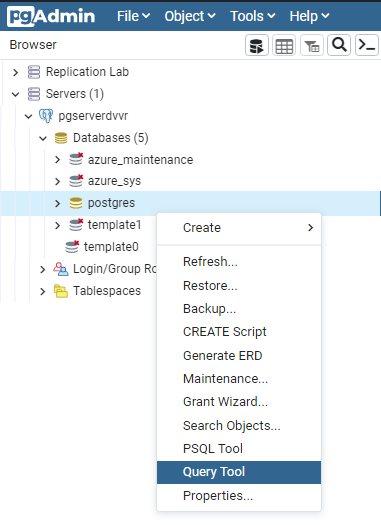 pgAdmin File Object Tools Help
Browser
Replication Lab
Servers (1)
pgserverdvvr
Databases (5)
azure_maintenance
azure_sys
postgres
template1
template0
Login/Group Ro
Tablespaces
Create
Refresh...
Restore...
Backup...
CREATE Script
Generate ERD
Maintenance...
Grant Wizard...
Search Objects...
PSQL Tool
Query Tool
Properties...